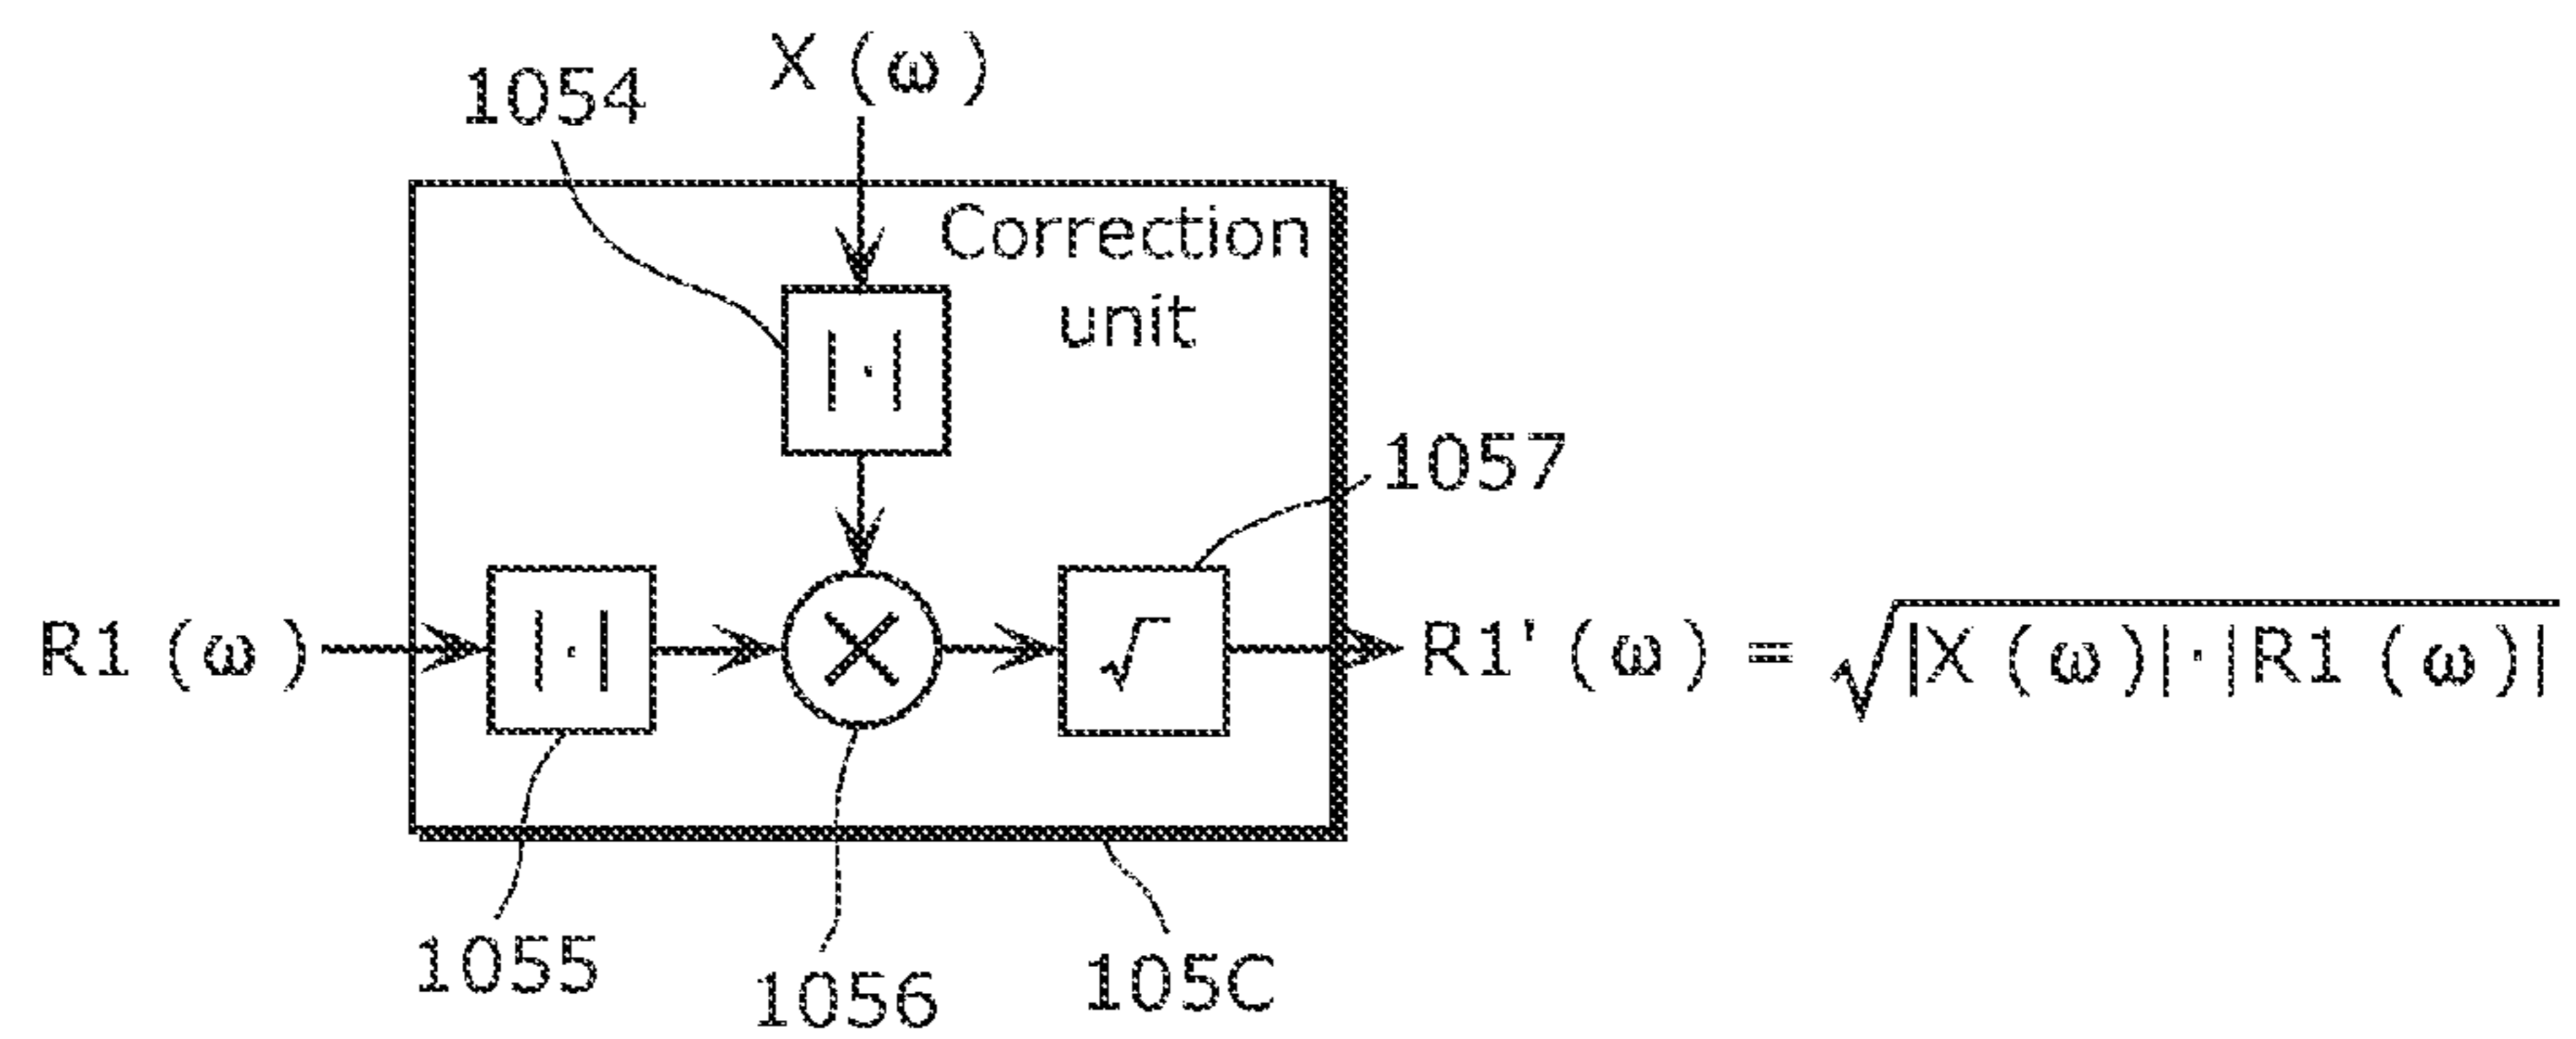 X (ω)
1054
Correction
unit
|·|
1057
R1 (ω)
|·|
×
√
R1' (ω) = √|X (ω)|·|R1 (ω)|
1055
1056
105C